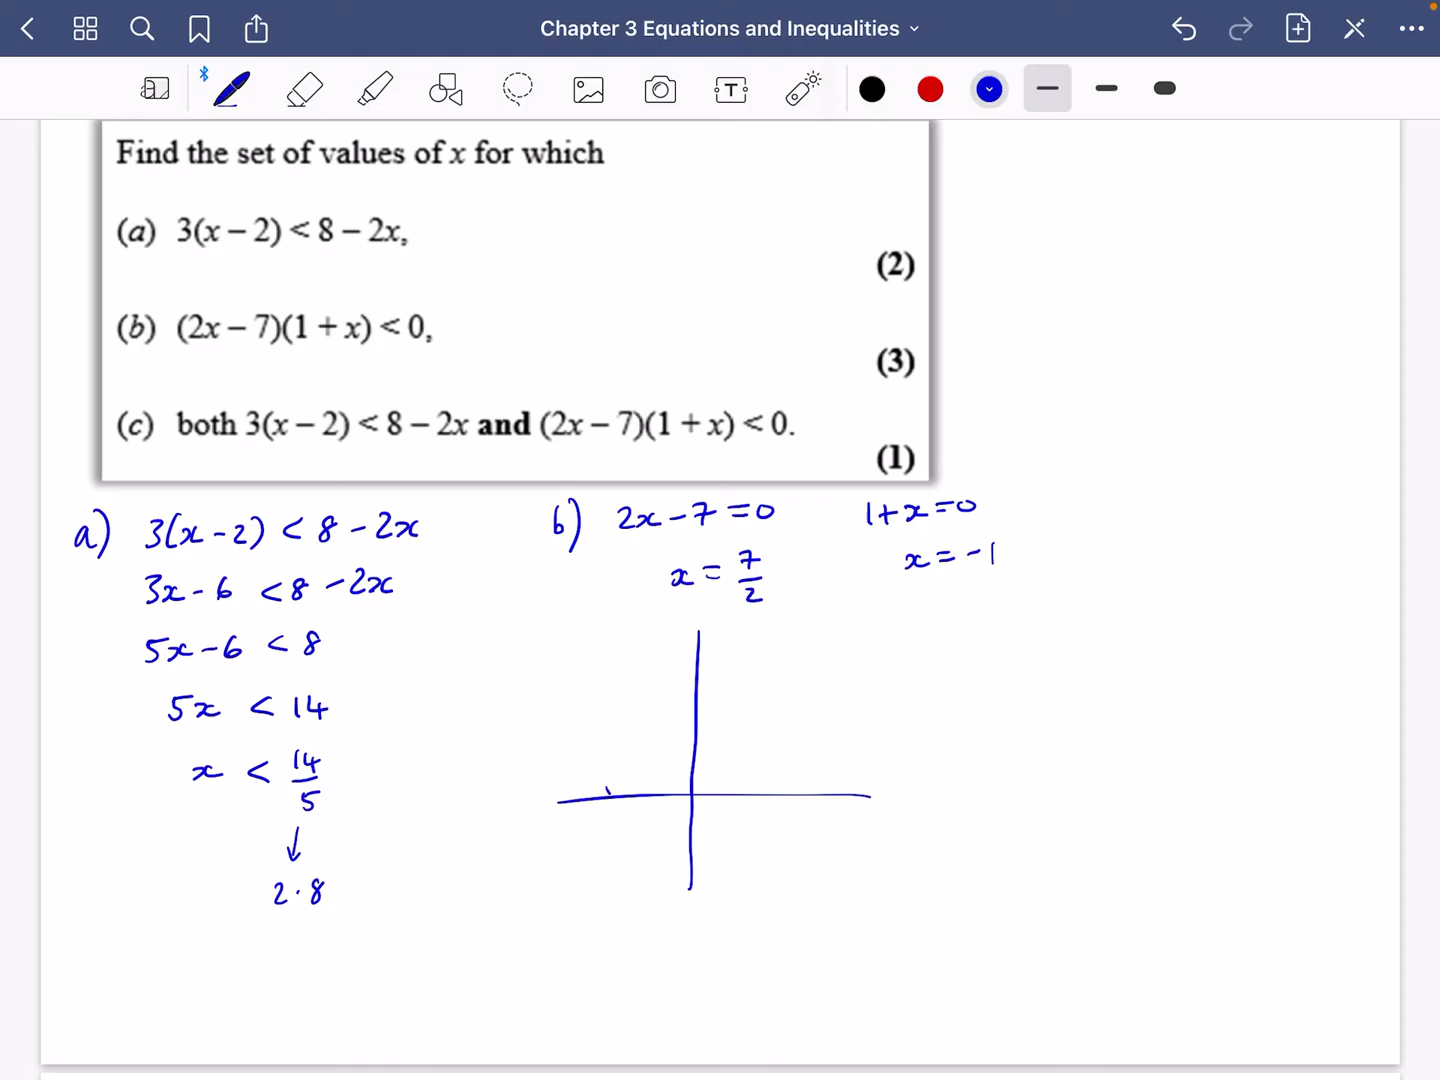 Chapter 3 Equations and Inequalities
T
Find the set of values of x for which
(a) 3(x – 2) < 8 – 2x,
(2)
(b) (2x – 7)(1 + x) < 0,
(3)
(c) both 3(x – 2) < 8 – 2x and (2x – 7)(1 + x) < 0.
(1)
a) 3(x - 2) < 8 - 2x
3x - 6 < 8 - 2x
5x - 6 < 8
5x < 14
x < 14/5
↓
2.8
b) 2x - 7 = 0
x = 7/2
1 + x = 0
x = -1